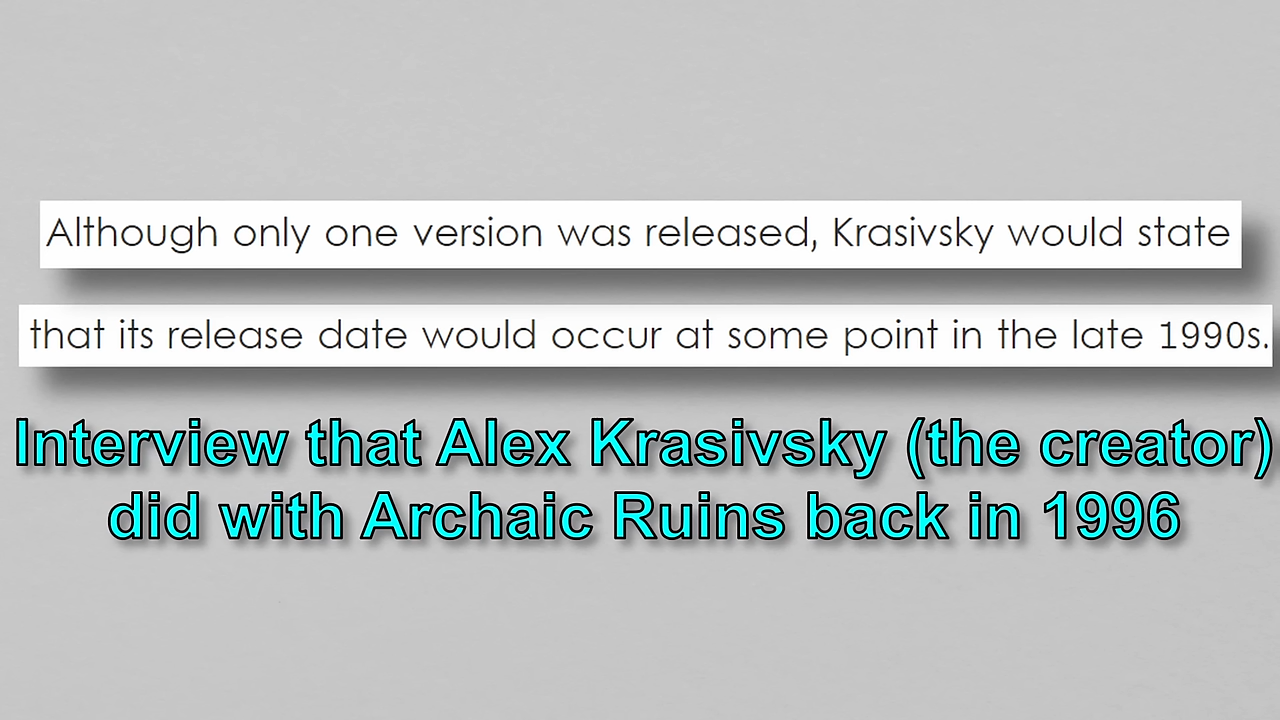 Although only one version was released, Krasivsky would state
that its release date would occur at some point in the late 1990s.
Interview that Alex Krasivsky (the creator)
did with Archaic Ruins back in 1996